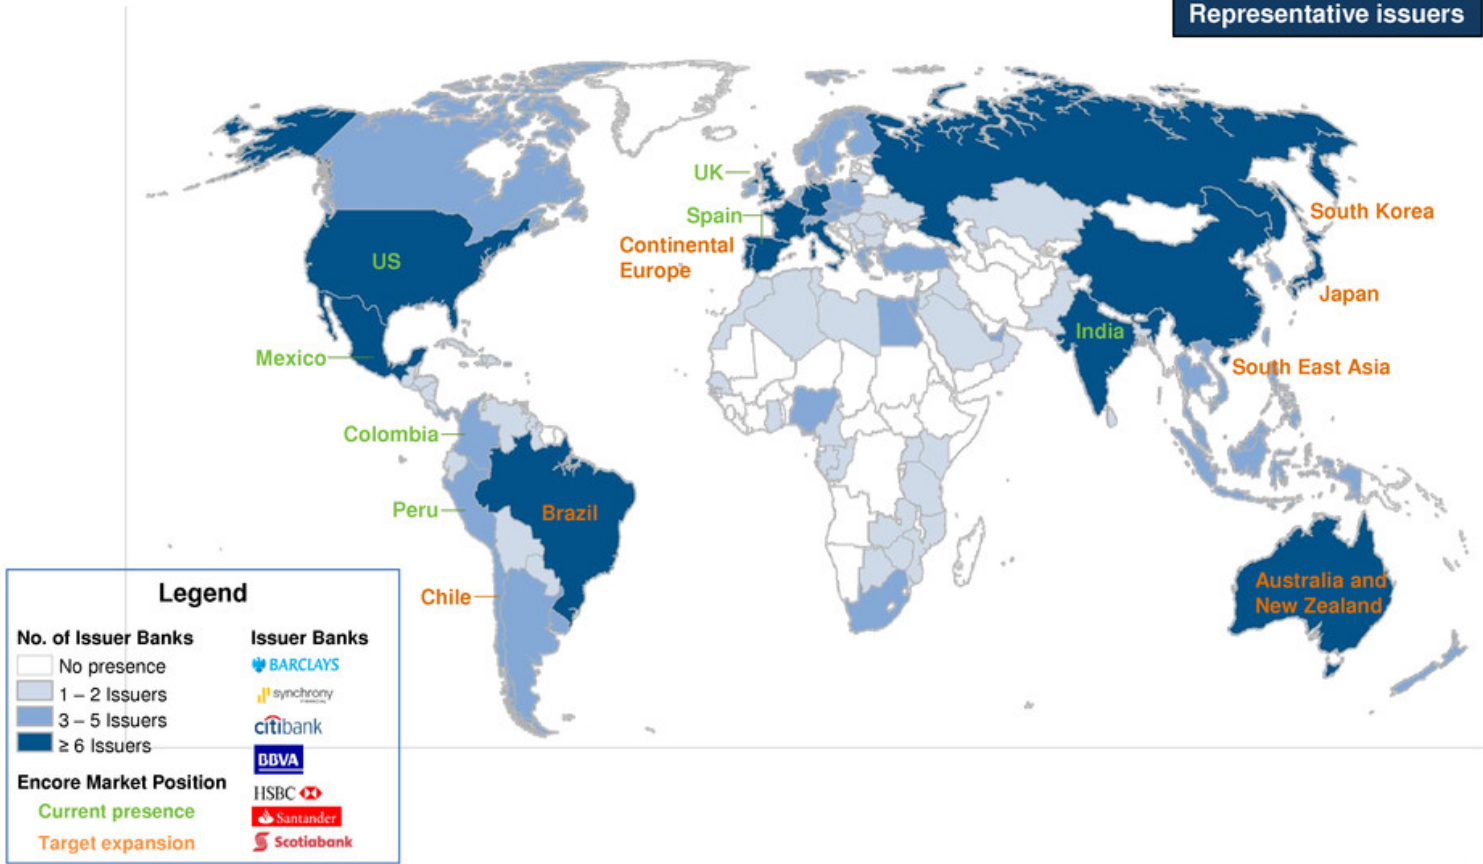 Representative issuers
UK
Spain
Continental
Europe
South Korea
US
Japan
India
Mexico
South East Asia
Colombia
Peru
Brazil
Chile
Australia and
New Zealand
Legend
No. of Issuer Banks
No presence
1 – 2 Issuers
3 – 5 Issuers
≥ 6 Issuers
Encore Market Position
Current presence
Target expansion
Issuer Banks
BARCLAYS
synchrony
FINANCIAL
citibank
BBVA
HSBC
Santander
Scotiabank